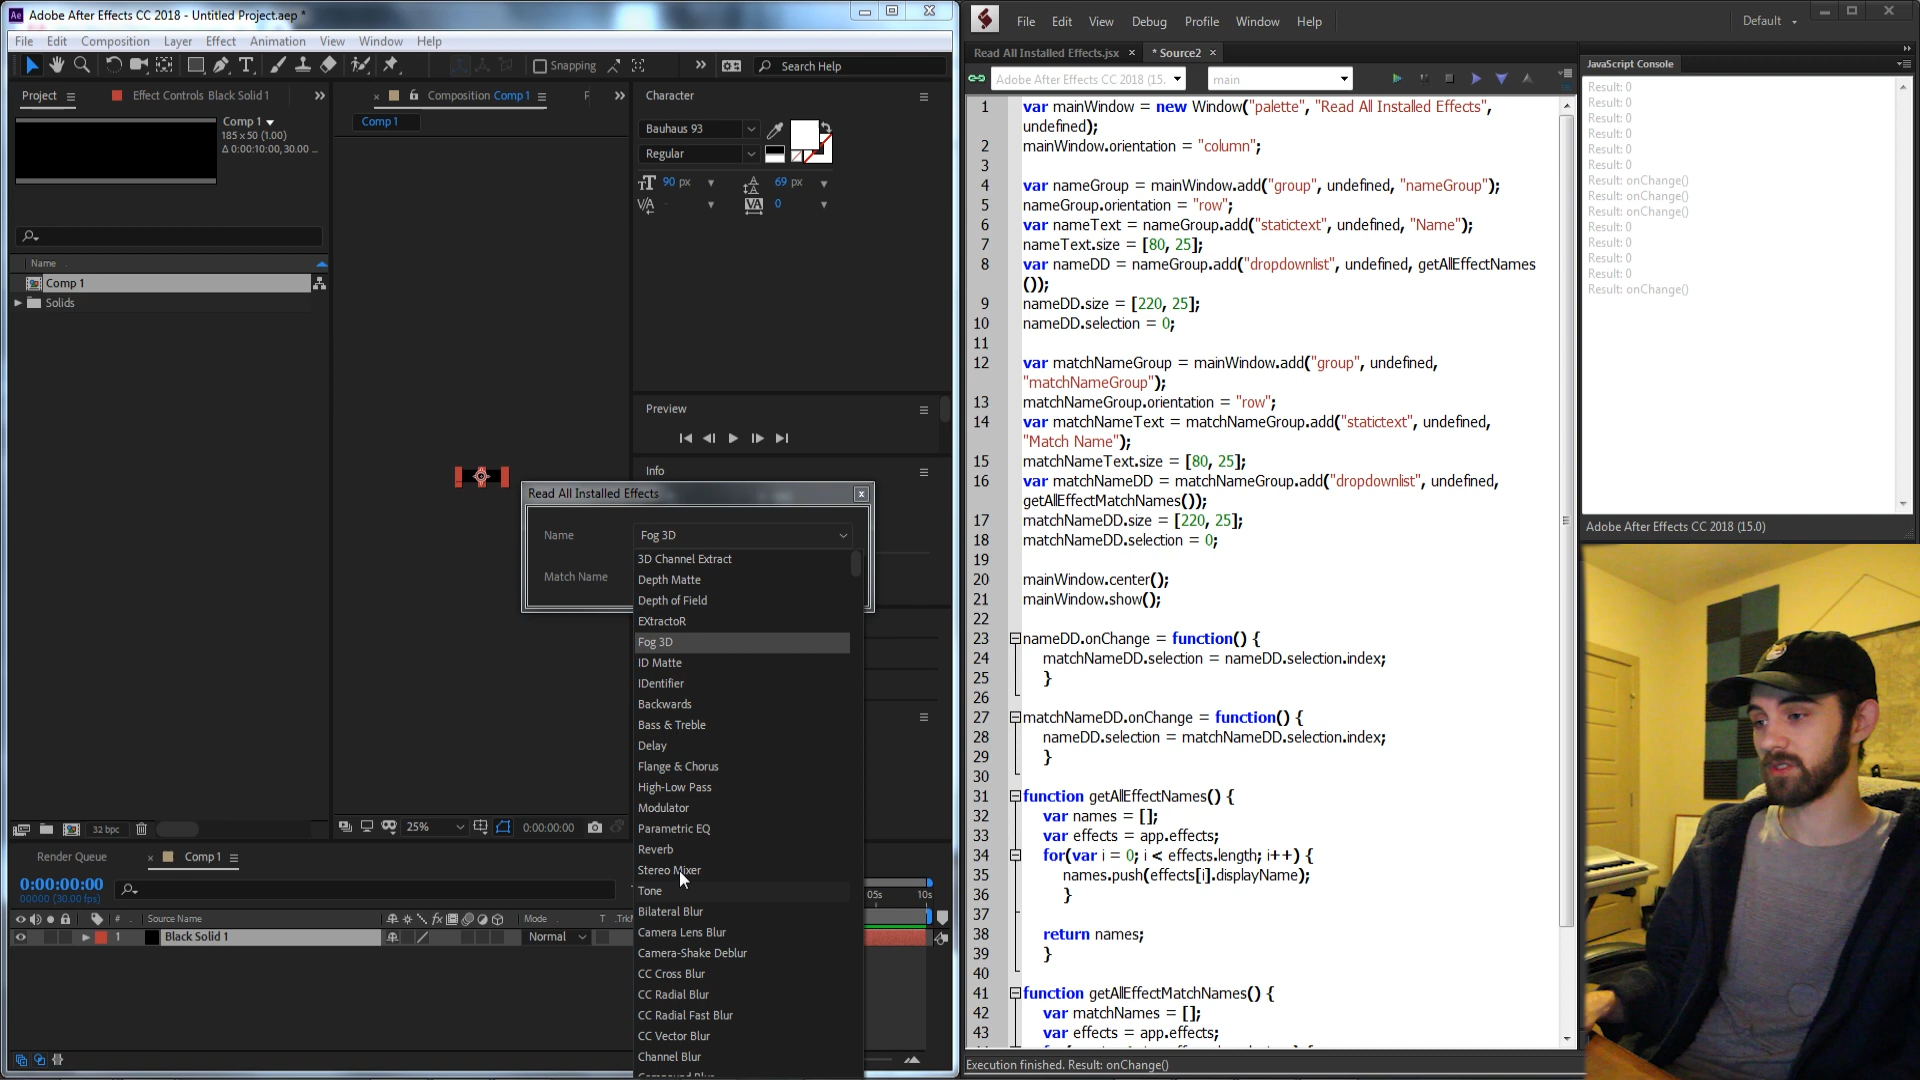 Adobe After Effects CC 2018 - Untitled Project.aep *
File Edit Composition Layer Effect Animation View Window Help
Snapping
Search Help
Project
Effect Controls Black Solid 1
Composition Comp 1
F
Comp 1
Comp 1
185 x 50 (1.00)
Δ 0:00:10:00, 30.00 ...
Name
Comp 1
Solids
32 bpc
25%
0:00:00:00
Character
Bauhaus 93
Regular
90 px
69 px
0
Preview
Info
Read All Installed Effects
Name
Fog 3D
Match Name
3D Channel Extract
Depth Matte
Depth of Field
EXtractoR
Fog 3D
ID Matte
IDentifier
Backwards
Bass & Treble
Delay
Flange & Chorus
High-Low Pass
Modulator
Parametric EQ
Reverb
Stereo Mixer
Tone
Bilateral Blur
Camera Lens Blur
Camera-Shake Deblur
CC Cross Blur
CC Radial Blur
CC Radial Fast Blur
CC Vector Blur
Channel Blur
Render Queue
Comp 1
0:00:00:00
00000 (30.00 fps)
05s
10s
#
Source Name
Mode
T .Trk
1
Black Solid 1
Normal
File Edit View Debug Profile Window Help
Default
Read All Installed Effects.jsx
* Source2
Adobe After Effects CC 2018 (15.
main
1 var mainWindow = new Window("palette", "Read All Installed Effects",
undefined);
2 mainWindow.orientation = "column";
3
4 var nameGroup = mainWindow.add("group", undefined, "nameGroup");
5 nameGroup.orientation = "row";
6 var nameText = nameGroup.add("statictext", undefined, "Name");
7 nameText.size = [80, 25];
8 var nameDD = nameGroup.add("dropdownlist", undefined, getAllEffectNames
());
9 nameDD.size = [220, 25];
10 nameDD.selection = 0;
11
12 var matchNameGroup = mainWindow.add("group", undefined,
"matchNameGroup");
13 matchNameGroup.orientation = "row";
14 var matchNameText = matchNameGroup.add("statictext", undefined,
"Match Name");
15 matchNameText.size = [80, 25];
16 var matchNameDD = matchNameGroup.add("dropdownlist", undefined,
getAllEffectMatchNames());
17 matchNameDD.size = [220, 25];
18 matchNameDD.selection = 0;
19
20 mainWindow.center();
21 mainWindow.show();
22
23 nameDD.onChange = function() {
24 matchNameDD.selection = nameDD.selection.index;
25 }
26
27 matchNameDD.onChange = function() {
28 nameDD.selection = matchNameDD.selection.index;
29 }
30
31 function getAllEffectNames() {
32 var names = [];
33 var effects = app.effects;
34 for(var i = 0; i < effects.length; i++) {
35 names.push(effects[i].displayName);
36 }
37
38 return names;
39 }
40
41 function getAllEffectMatchNames() {
42 var matchNames = [];
43 var effects = app.effects;
Execution finished. Result: onChange()
JavaScript Console
Result: 0
Result: 0
Result: 0
Result: 0
Result: 0
Result: 0
Result: onChange()
Result: onChange()
Result: onChange()
Result: 0
Result: 0
Result: 0
Result: 0
Result: onChange()
Adobe After Effects CC 2018 (15.0)